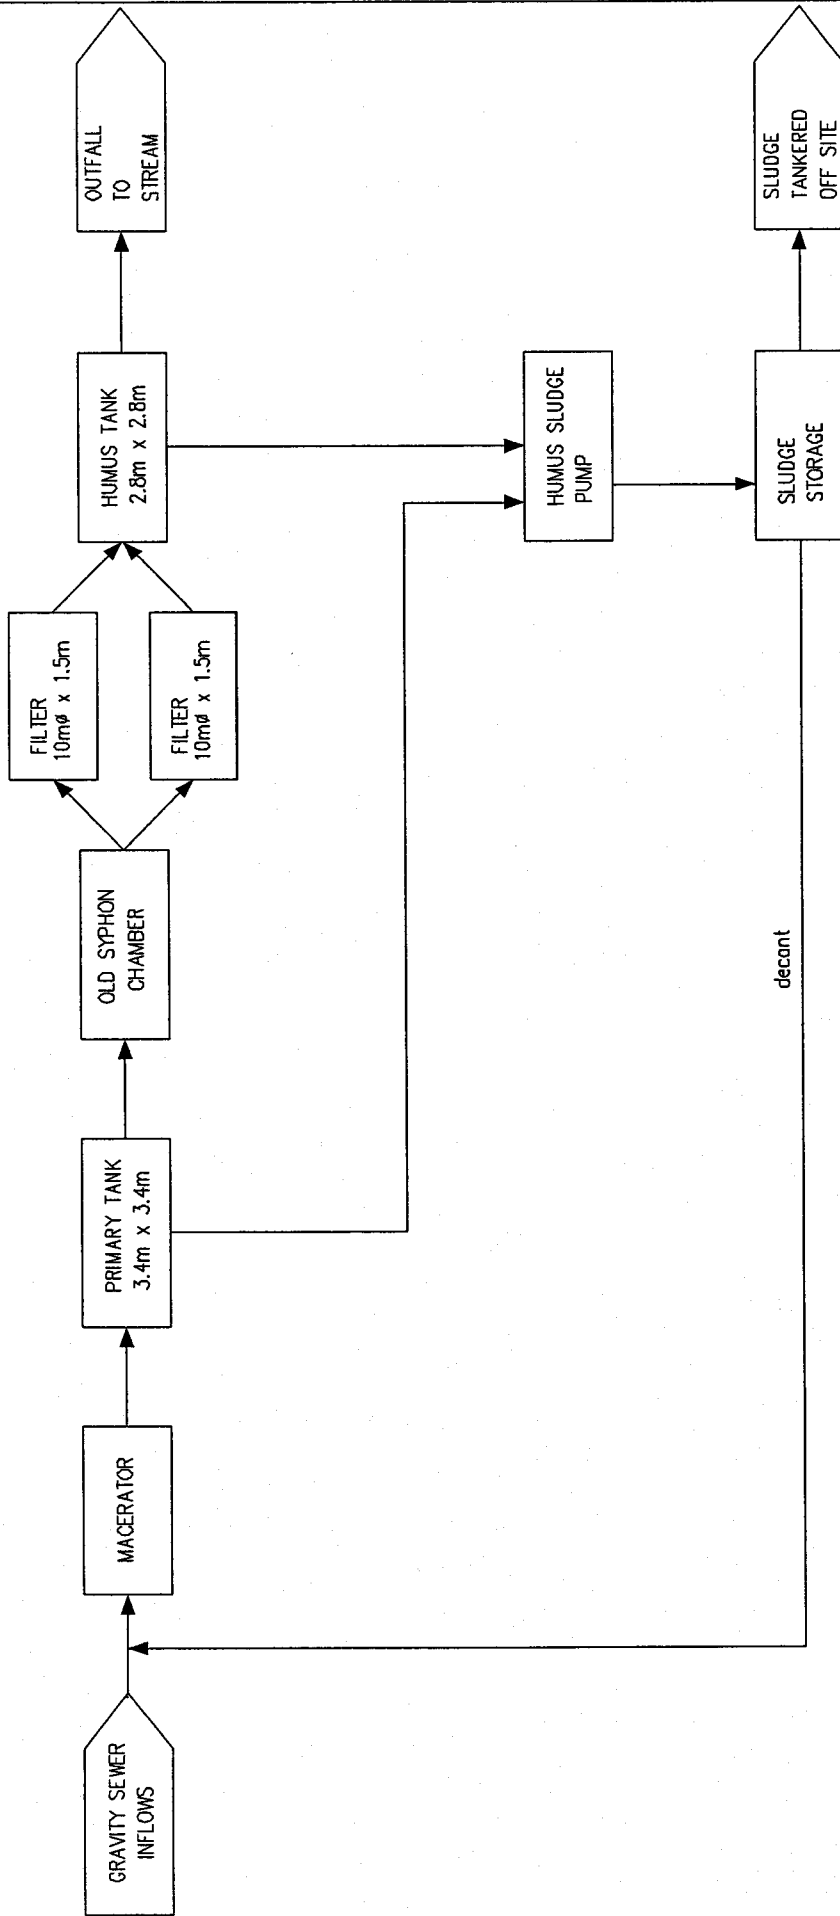 GRAVITY SEWER
INFLOWS
MACERATOR
PRIMARY TANK
3.4m x 3.4m
OLD SYPHON
CHAMBER
FILTER
10mø x 1.5m
FILTER
10mø x 1.5m
HUMUS TANK
2.8m x 2.8m
OUTFALL
TO
STREAM
HUMUS SLUDGE
PUMP
decant
SLUDGE
STORAGE
SLUDGE
TANKERED
OFF SITE